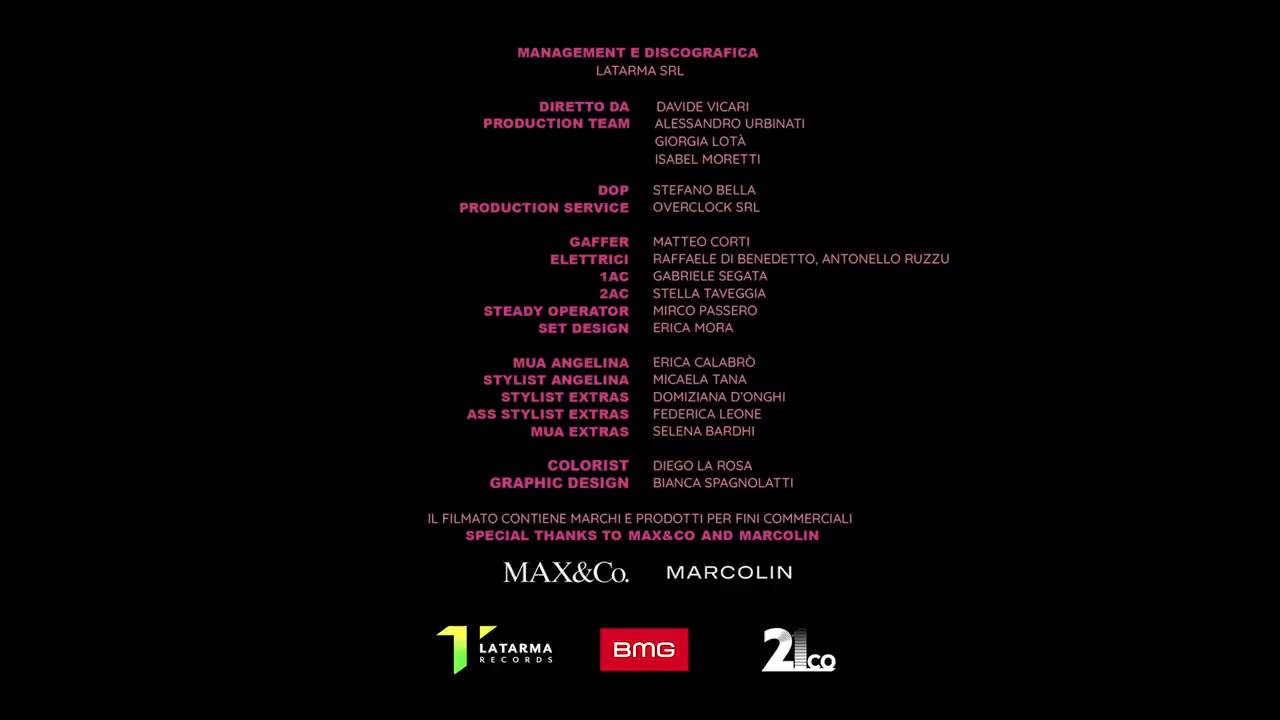 MANAGEMENT E DISCOGRAFICA
LATARMA SRL
DIRETTO DA DAVIDE VICARI
PRODUCTION TEAM ALESSANDRO URBINATI
GIORGIA LOTÀ
ISABEL MORETTI
DOP STEFANO BELLA
PRODUCTION SERVICE OVERCLOCK SRL
GAFFER MATTEO CORTI
ELETTRICI RAFFAELE DI BENEDETTO, ANTONELLO RUZZU
1AC GABRIELE SEGATA
2AC STELLA TAVEGGIA
STEADY OPERATOR MIRCO PASSERO
SET DESIGN ERICA MORA
MUA ANGELINA ERICA CALABRÒ
STYLIST ANGELINA MICAELA TANA
STYLIST EXTRAS DOMIZIANA D'ONGHI
ASS STYLIST EXTRAS FEDERICA LEONE
MUA EXTRAS SELENA BARDHI
COLORIST DIEGO LA ROSA
GRAPHIC DESIGN BIANCA SPAGNOLATTI
IL FILMATO CONTIENE MARCHI E PRODOTTI PER FINI COMMERCIALI
SPECIAL THANKS TO MAX&CO AND MARCOLIN
MAX&Co. MARCOLIN
LATARMA RECORDS BMG 21co